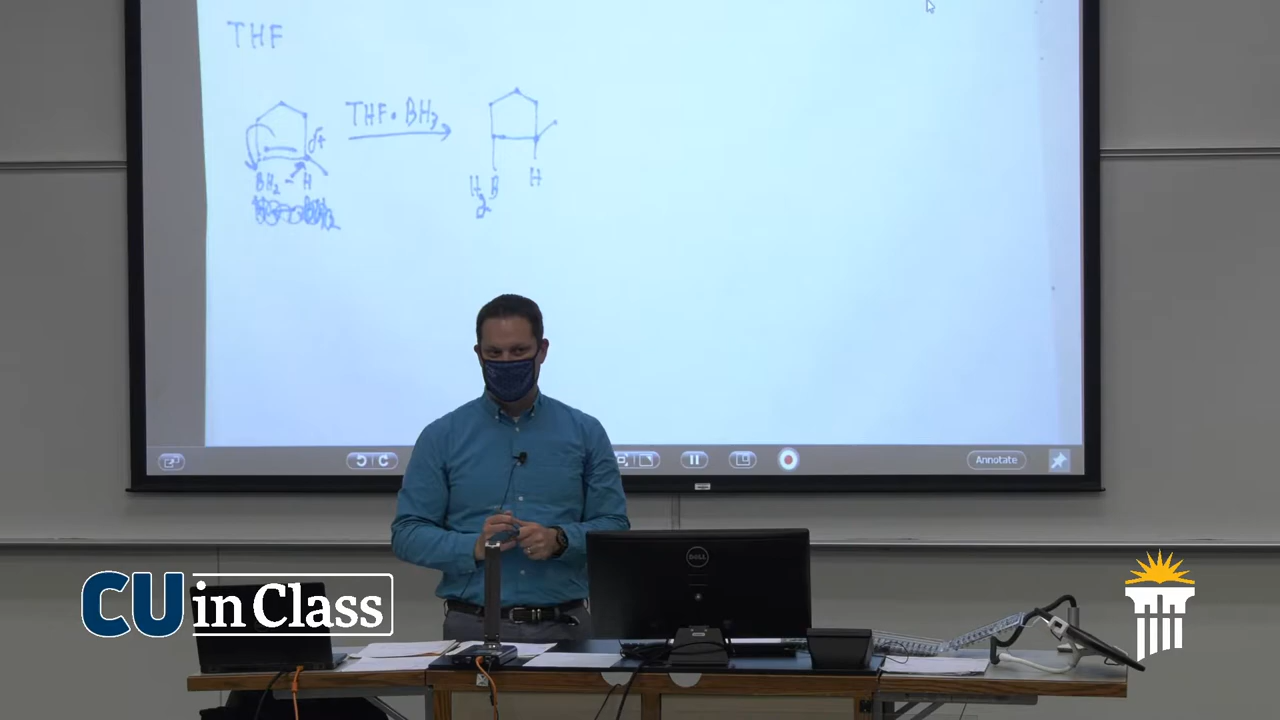 THF
THF • BH3
δ+
BH2 - H
H2B
H
Annotate
DELL
CU in Class